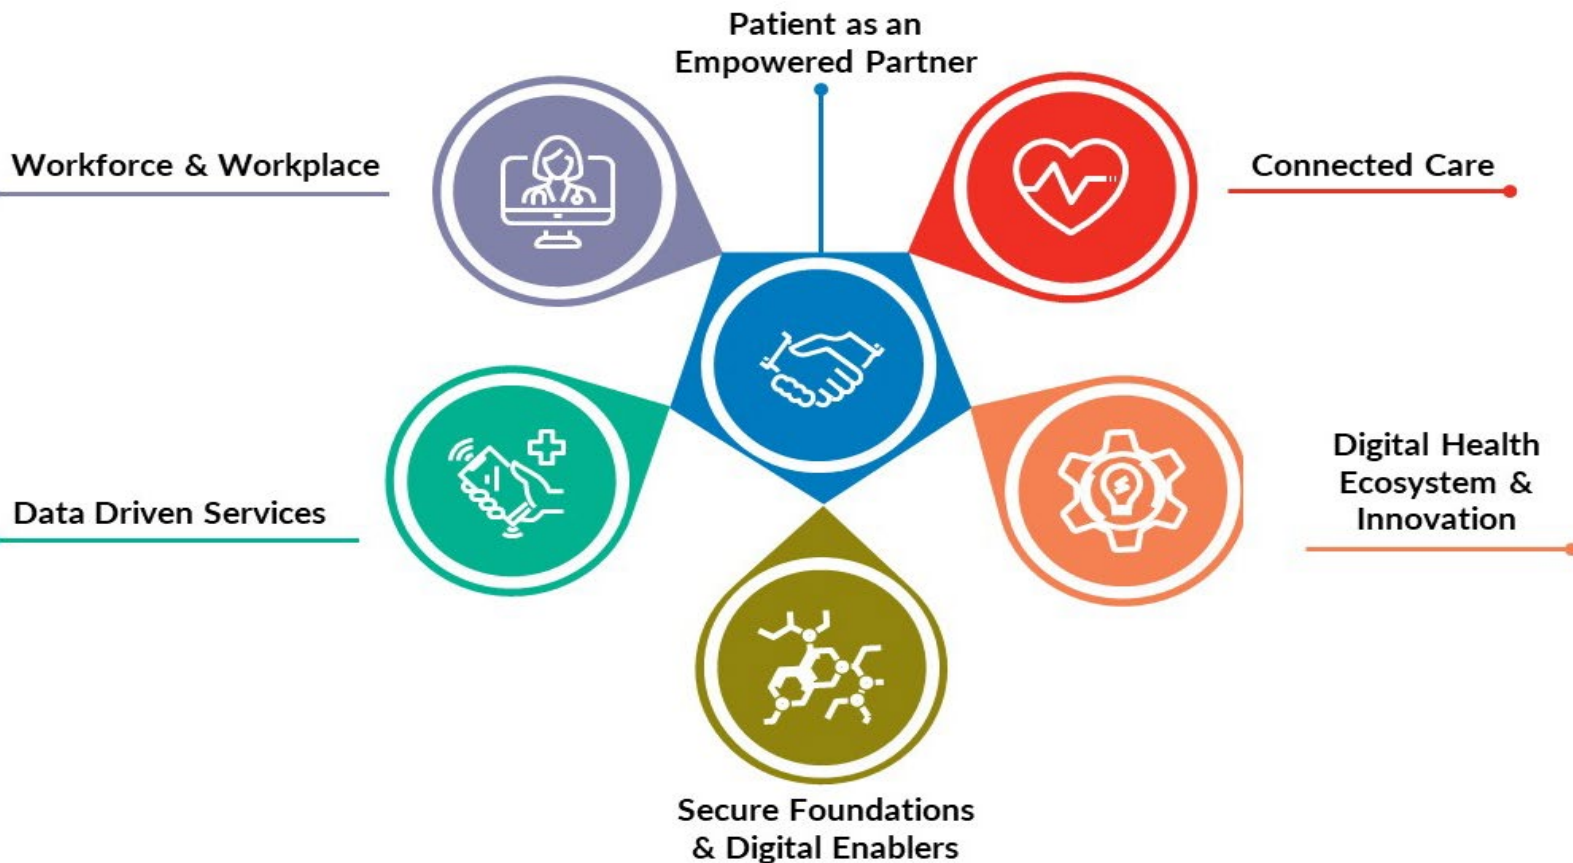 Patient as an
Empowered Partner
Workforce & Workplace
Connected Care
Digital Health
Ecosystem &
Innovation
Data Driven Services
Secure Foundations
& Digital Enablers